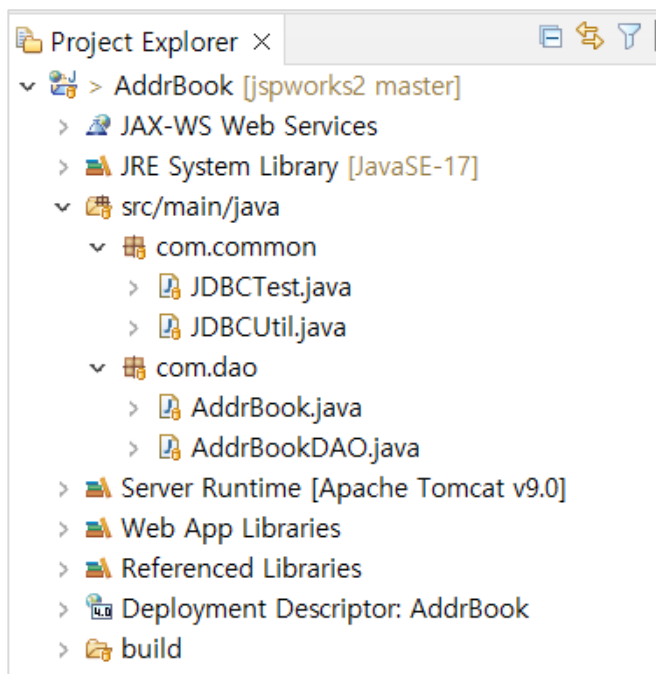 Project Explorer
> AddrBook [jspworks2 master]
JAX-WS Web Services
JRE System Library [JavaSE-17]
src/main/java
com.common
JDBCTest.java
JDBCUtil.java
com.dao
AddrBook.java
AddrBookDAO.java
Server Runtime [Apache Tomcat v9.0]
Web App Libraries
Referenced Libraries
4.0 Deployment Descriptor: AddrBook
build